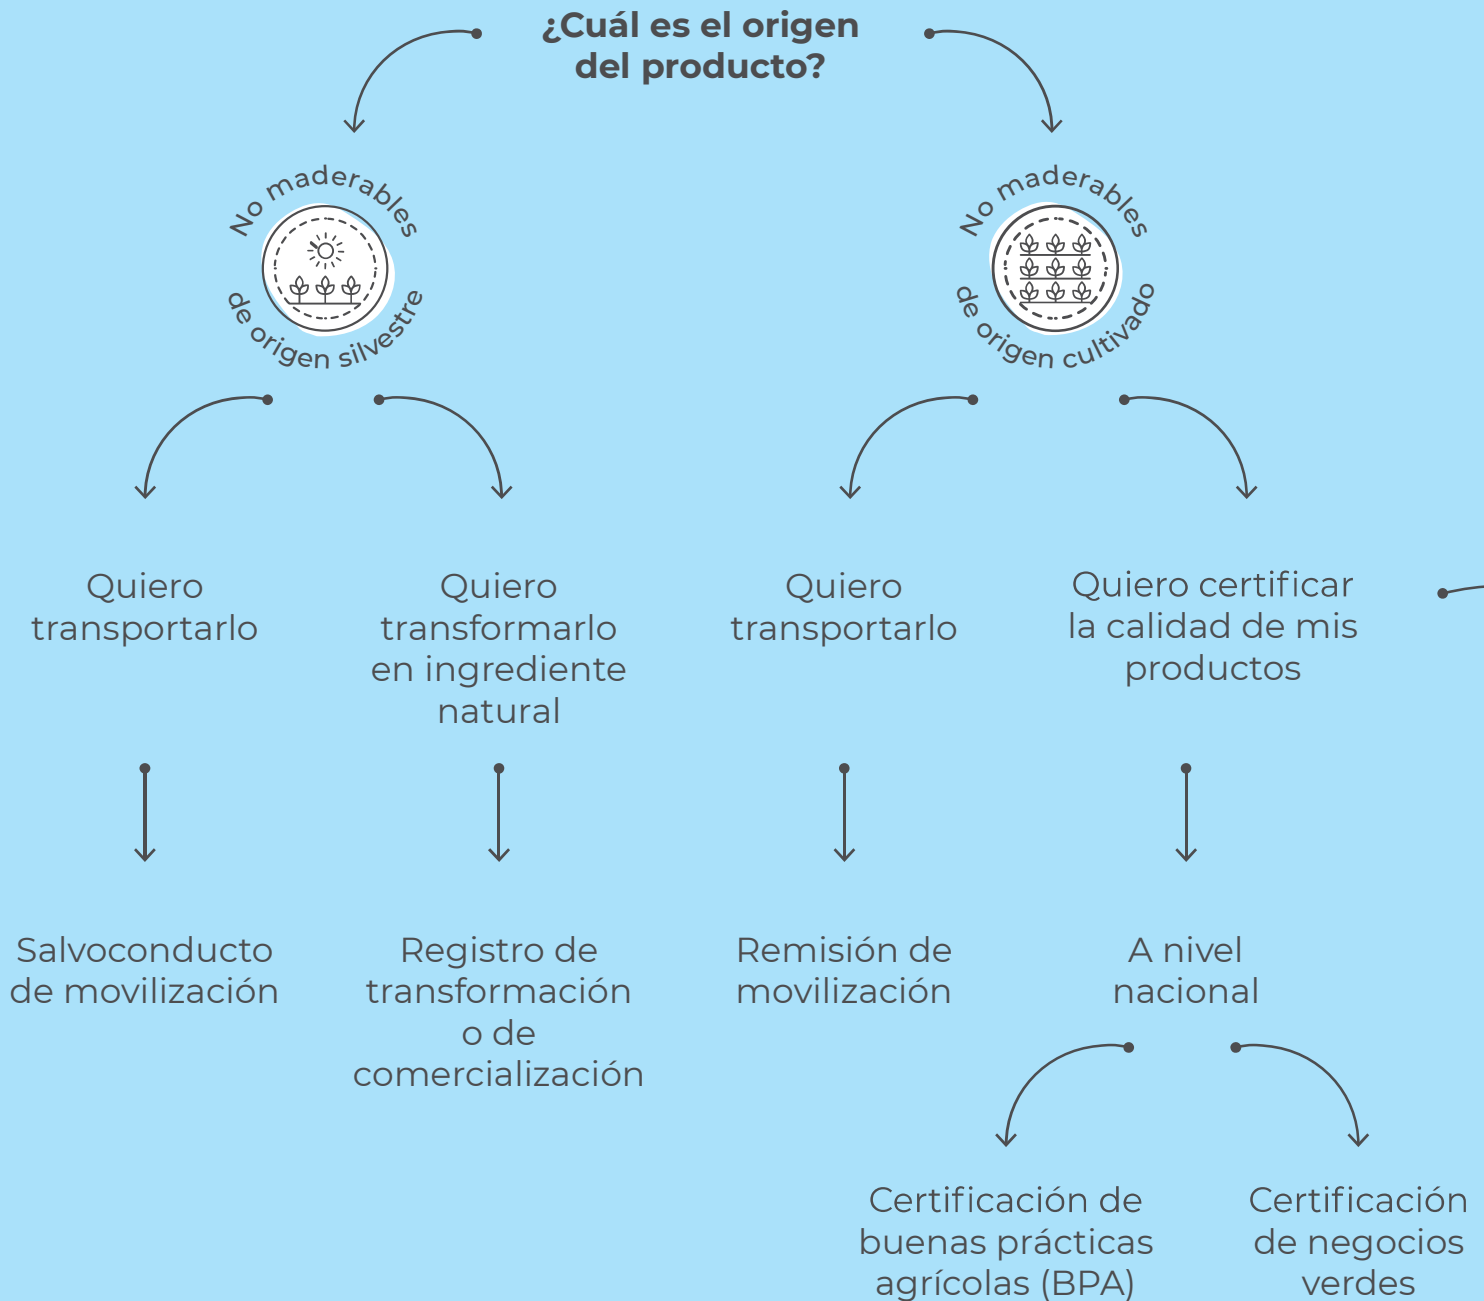 ¿Cuál es el origen
del producto?
No maderables
de origen silvestre
No maderables
de origen cultivado
Quiero
transportarlo
Quiero
transformarlo
en ingrediente
natural
Quiero
transportarlo
Quiero certificar
la calidad de mis
productos
Salvoconducto
de movilización
Registro de
transformación
o de
comercialización
Remisión de
movilización
A nivel
nacional
Certificación de
buenas prácticas
agrícolas (BPA)
Certificación
de negocios
verdes